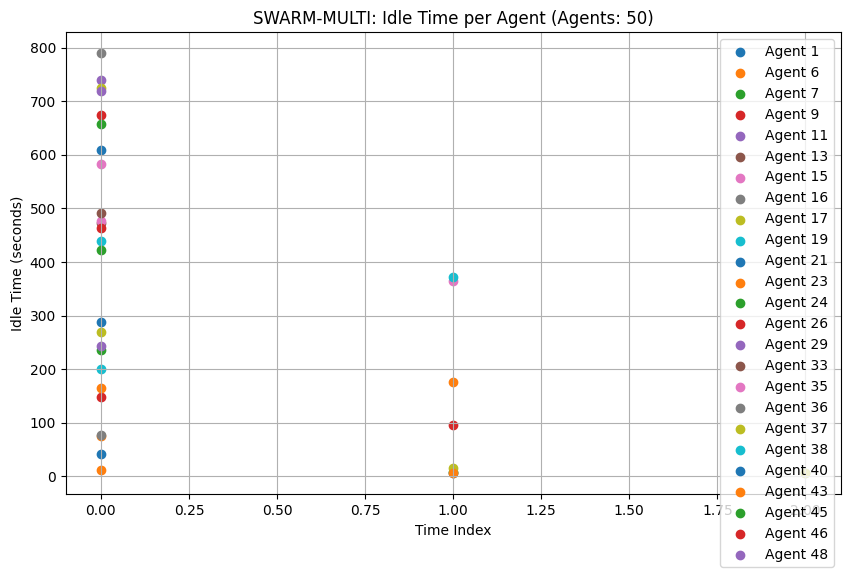 SWARM-MULTI: Idle Time per Agent (Agents: 50)
800
700
600
500
400
300
200
100
0
Idle Time (seconds)
0.00 0.25 0.50 0.75 1.00 1.25 1.50 1.75 2.00
Time Index
Agent 1
Agent 6
Agent 7
Agent 9
Agent 11
Agent 13
Agent 15
Agent 16
Agent 17
Agent 19
Agent 21
Agent 23
Agent 24
Agent 26
Agent 29
Agent 33
Agent 35
Agent 36
Agent 37
Agent 38
Agent 40
Agent 43
Agent 45
Agent 46
Agent 48